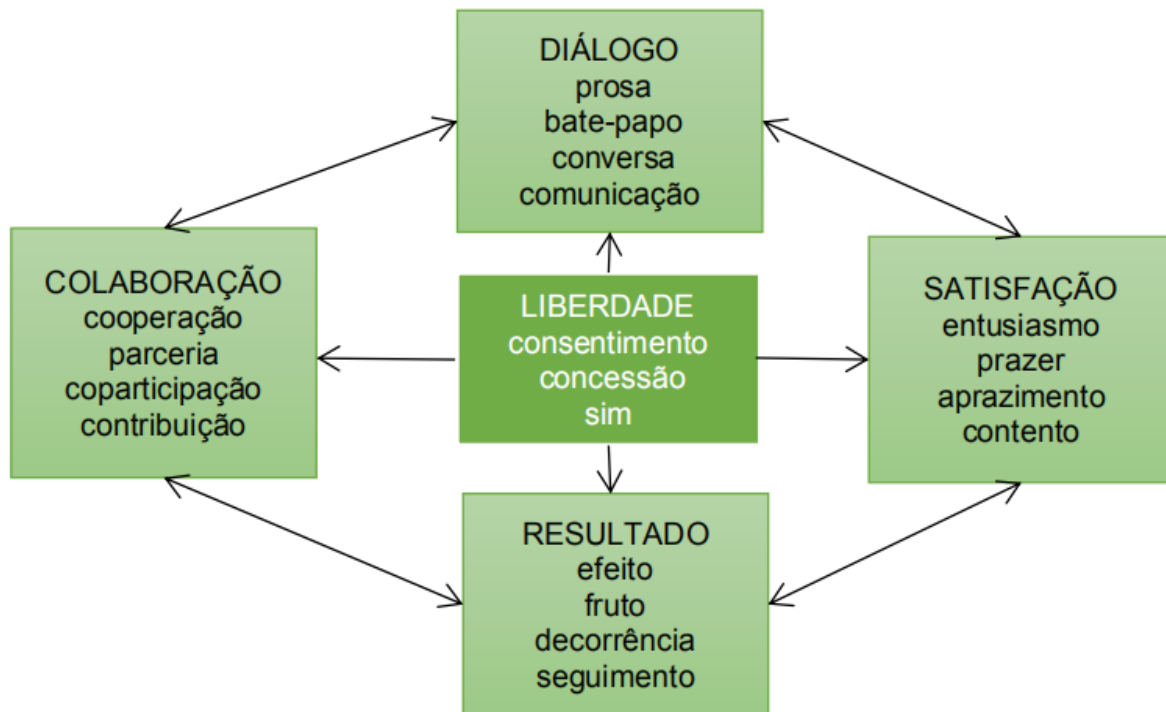 DIÁLOGO
prosa
bate-papo
conversa
comunicação
COLABORAÇÃO
cooperação
parceria
coparticipação
contribuição
LIBERDADE
consentimento
concessão
sim
SATISFAÇÃO
entusiasmo
prazer
aprazimento
contento
RESULTADO
efeito
fruto
decorrência
seguimento